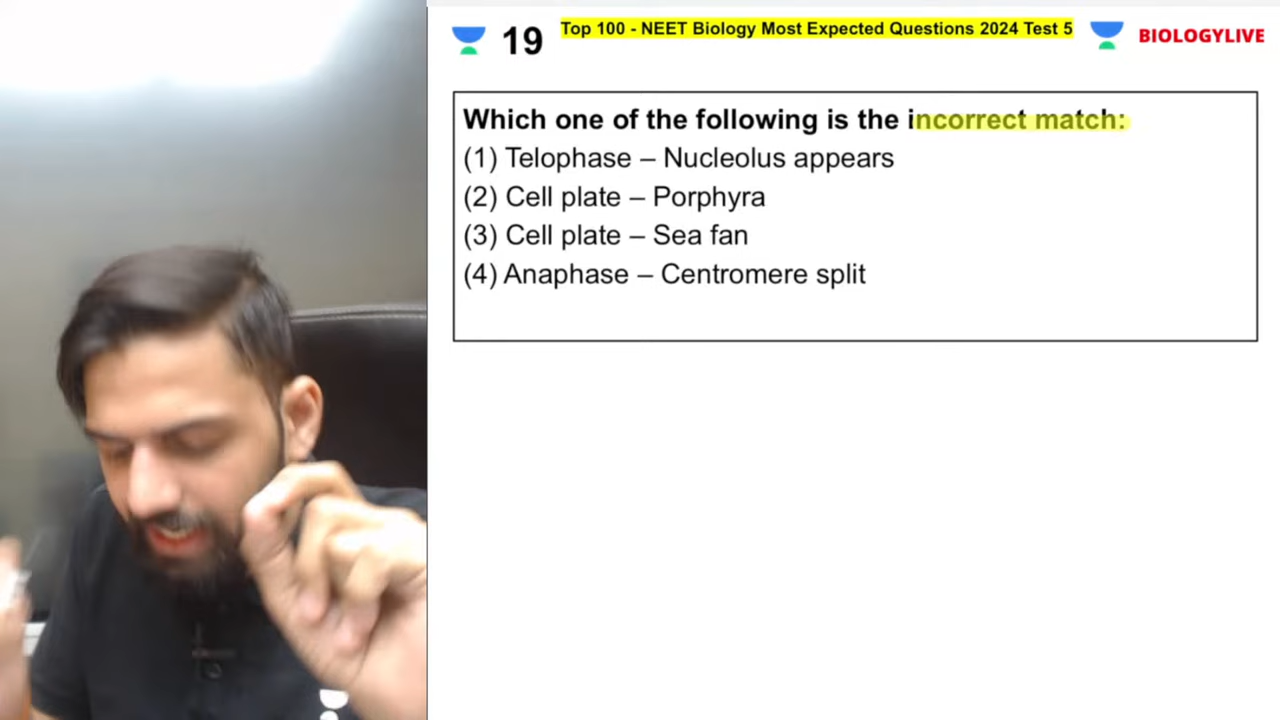 19
Top 100 - NEET Biology Most Expected Questions 2024 Test 5
BIOLOGYLIVE
Which one of the following is the incorrect match:
(1) Telophase – Nucleolus appears
(2) Cell plate – Porphyra
(3) Cell plate – Sea fan
(4) Anaphase – Centromere split